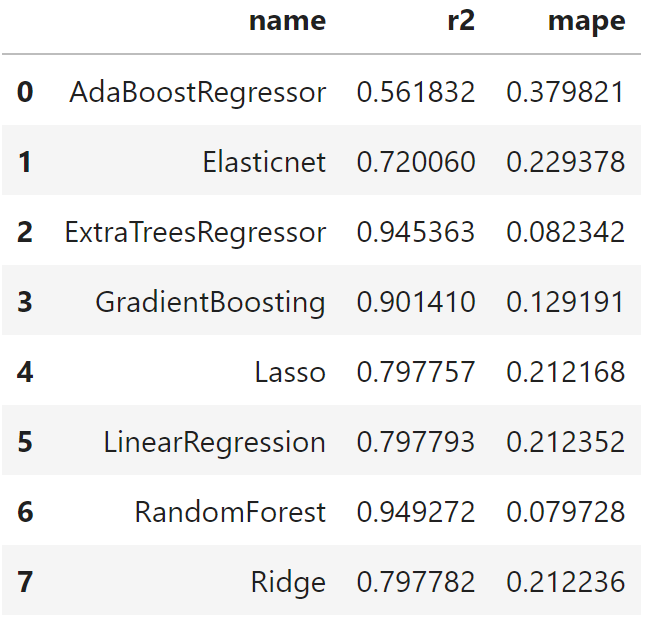 name r2 mape
0 AdaBoostRegressor 0.561832 0.379821
1 Elasticnet 0.720060 0.229378
2 ExtraTreesRegressor 0.945363 0.082342
3 GradientBoosting 0.901410 0.129191
4 Lasso 0.797757 0.212168
5 LinearRegression 0.797793 0.212352
6 RandomForest 0.949272 0.079728
7 Ridge 0.797782 0.212236